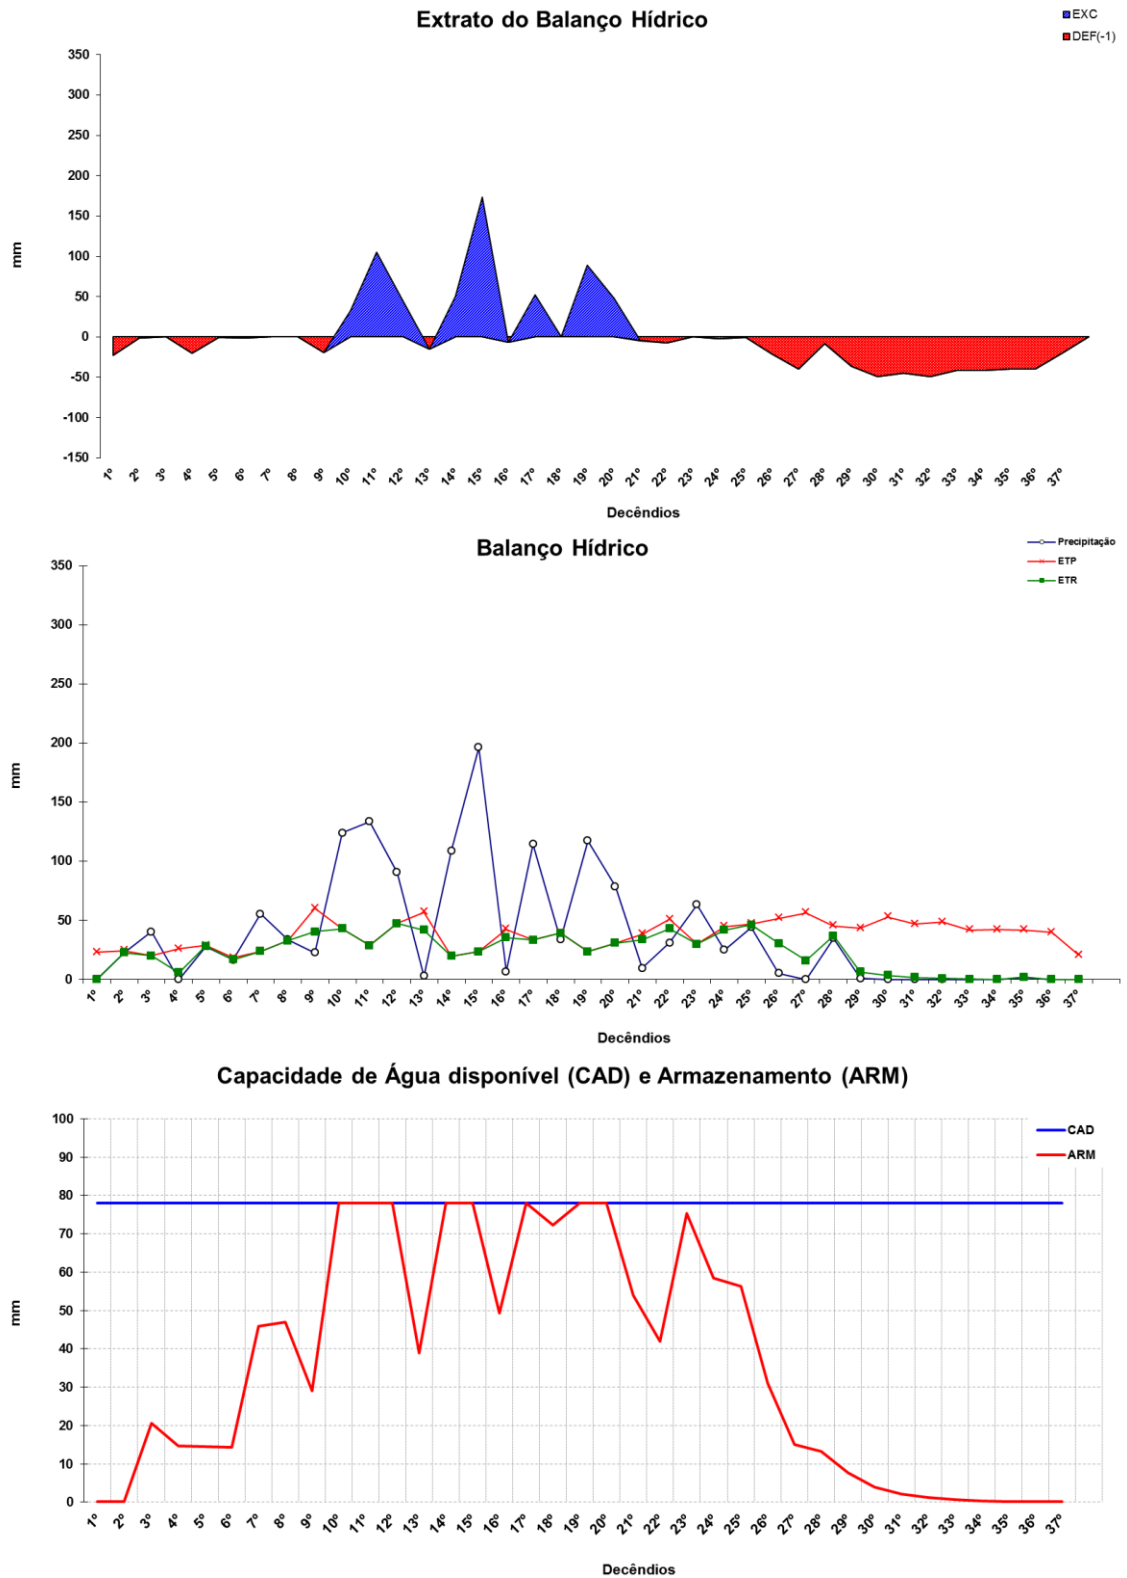 Extrato do Balanço Hídrico
EXC
DEF(-1)
350
300
250
200
150
100
50
0
-50
-100
-150
mm
1º 2º 3º 4º 5º 6º 7º 8º 9º 10º 11º 12º 13º 14º 15º 16º 17º 18º 19º 20º 21º 22º 23º 24º 25º 26º 27º 28º 29º 30º 31º 32º 33º 34º 35º 36º 37º
Decêndios
Balanço Hídrico
Precipitação
ETP
ETR
350
300
250
200
150
100
50
0
mm
1º 2º 3º 4º 5º 6º 7º 8º 9º 10º 11º 12º 13º 14º 15º 16º 17º 18º 19º 20º 21º 22º 23º 24º 25º 26º 27º 28º 29º 30º 31º 32º 33º 34º 35º 36º 37º
Decêndios
Capacidade de Água disponível (CAD) e Armazenamento (ARM)
CAD
ARM
100
90
80
70
60
50
40
30
20
10
0
mm
1º 2º 3º 4º 5º 6º 7º 8º 9º 10º 11º 12º 13º 14º 15º 16º 17º 18º 19º 20º 21º 22º 23º 24º 25º 26º 27º 28º 29º 30º 31º 32º 33º 34º 35º 36º 37º
Decêndios